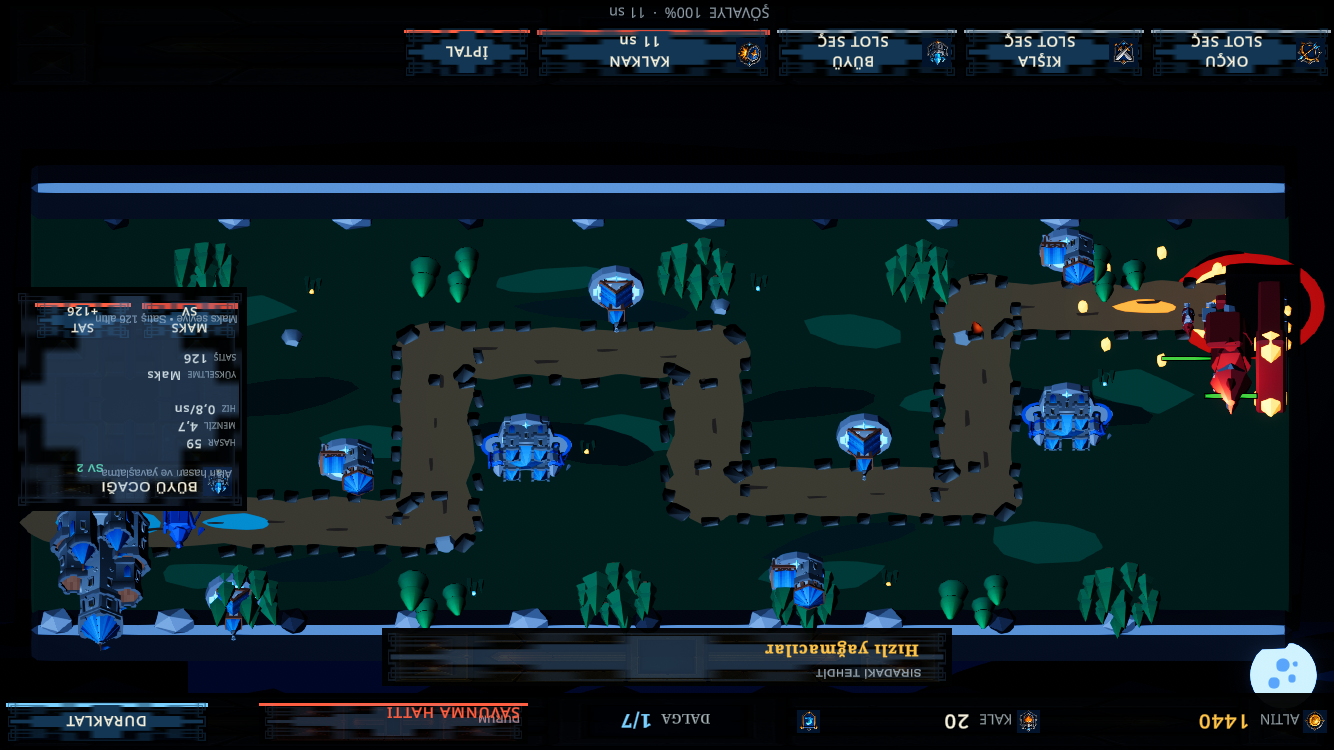 ALTIN 1440
KALE 20
DALGA 1/7
DURUM
SAVUNMA HATTI
DURAKLAT
SIRADAKİ TEHDİT
Hızlı yağmacılar
BÜYÜ OCAĞI
Alan hasarı ve yavaşlatma
SV 2
HASAR 59
MENZİL 4,7
HIZ 0,8/sn
YÜKSELTME Maks
SATIŞ 126
Maks seviye • Satış 126 altın
MAKS
SV
SAT
+126
OKÇU
SLOT SEÇ
KIŞLA
SLOT SEÇ
BÜYÜ
SLOT SEÇ
KALKAN
11 sn
İPTAL
ŞÖVALYE 100% · 11 sn